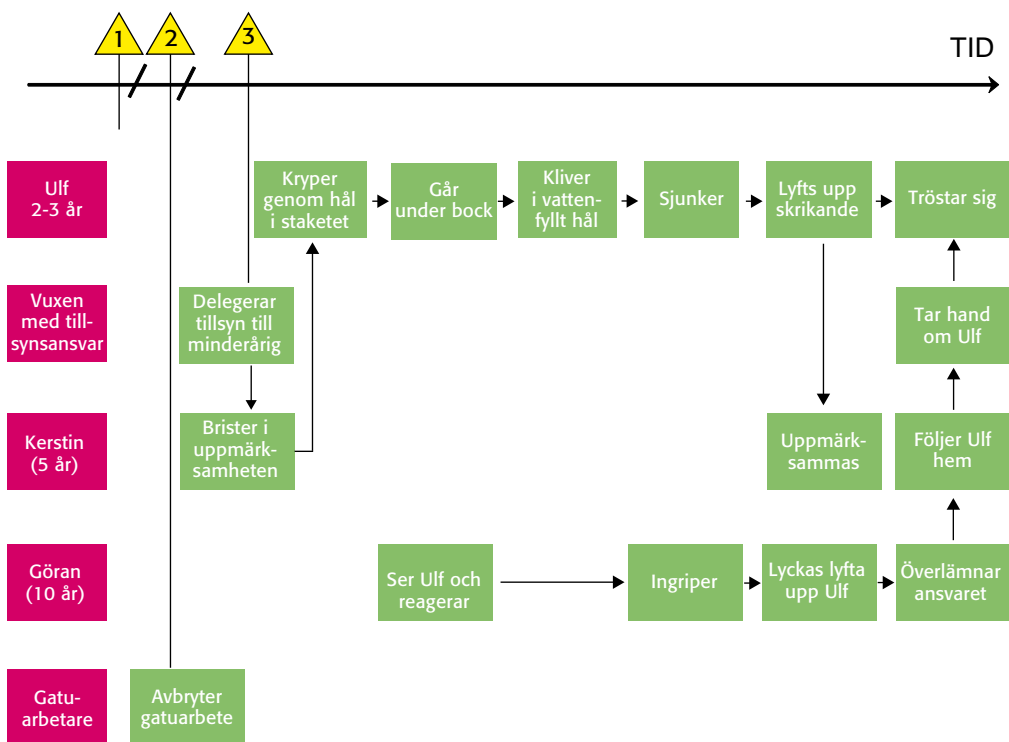 1
2
3
TID
Ulf
2-3 år
Kryper
genom hål
i staketet
Går
under bock
Kliver
i vatten-
fyllt hål
Sjunker
Lyfts upp
skrikande
Tröstar sig
Vuxen
med till-
synsansvar
Delegerar
tillsyn till
minderårig
Tar hand
om Ulf
Kerstin
(5 år)
Brister i
uppmärk-
samheten
Uppmärk-
sammas
Följer Ulf
hem
Göran
(10 år)
Ser Ulf och
reagerar
Ingriper
Lyckas lyfta
upp Ulf
Överlämnar
ansvaret
Gatu-
arbetare
Avbryter
gatuarbete